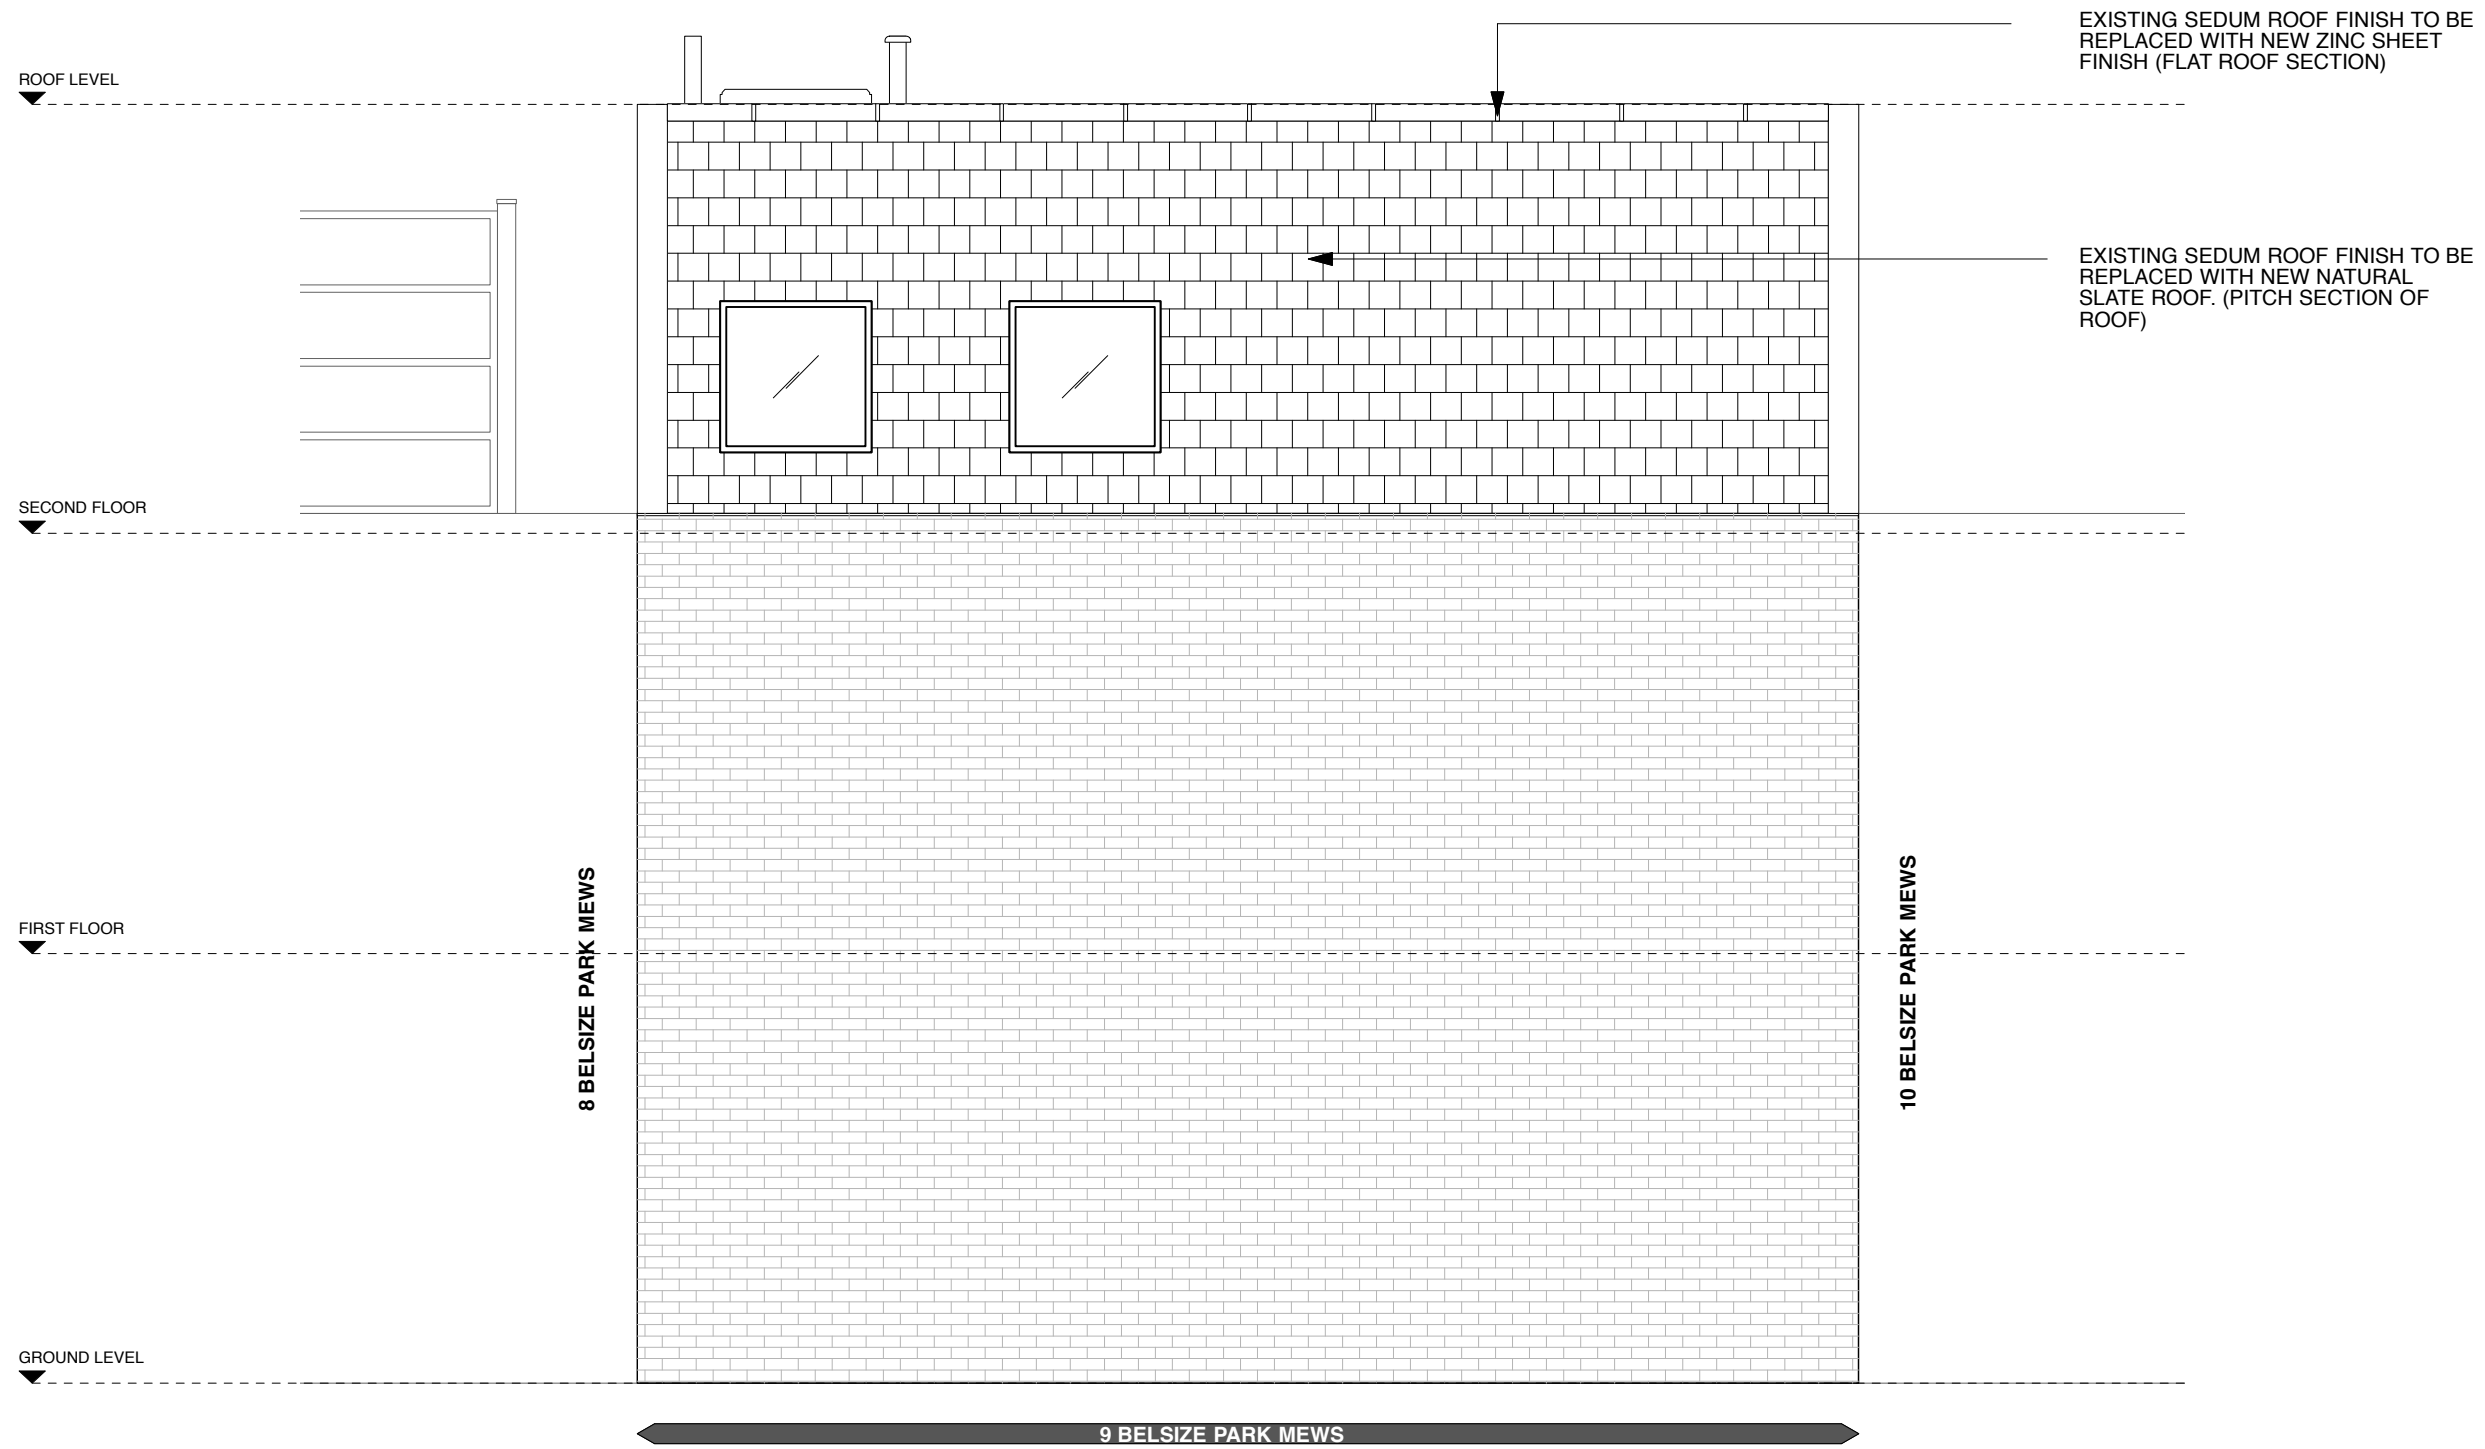 EXISTING SEDUM ROOF FINISH TO BE
REPLACED WITH NEW ZINC SHEET
FINISH (FLAT ROOF SECTION)
ROOF LEVEL
EXISTING SEDUM ROOF FINISH TO BE
REPLACED WITH NEW NATURAL
SLATE ROOF. (PITCH SECTION OF
ROOF)
SECOND FLOOR
8 BELSIZE PARK MEWS
10 BELSIZE PARK MEWS
FIRST FLOOR
GROUND LEVEL
9 BELSIZE PARK MEWS